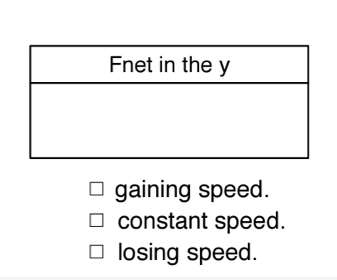 Fnet in the y
☐ gaining speed.
☐ constant speed.
☐ losing speed.